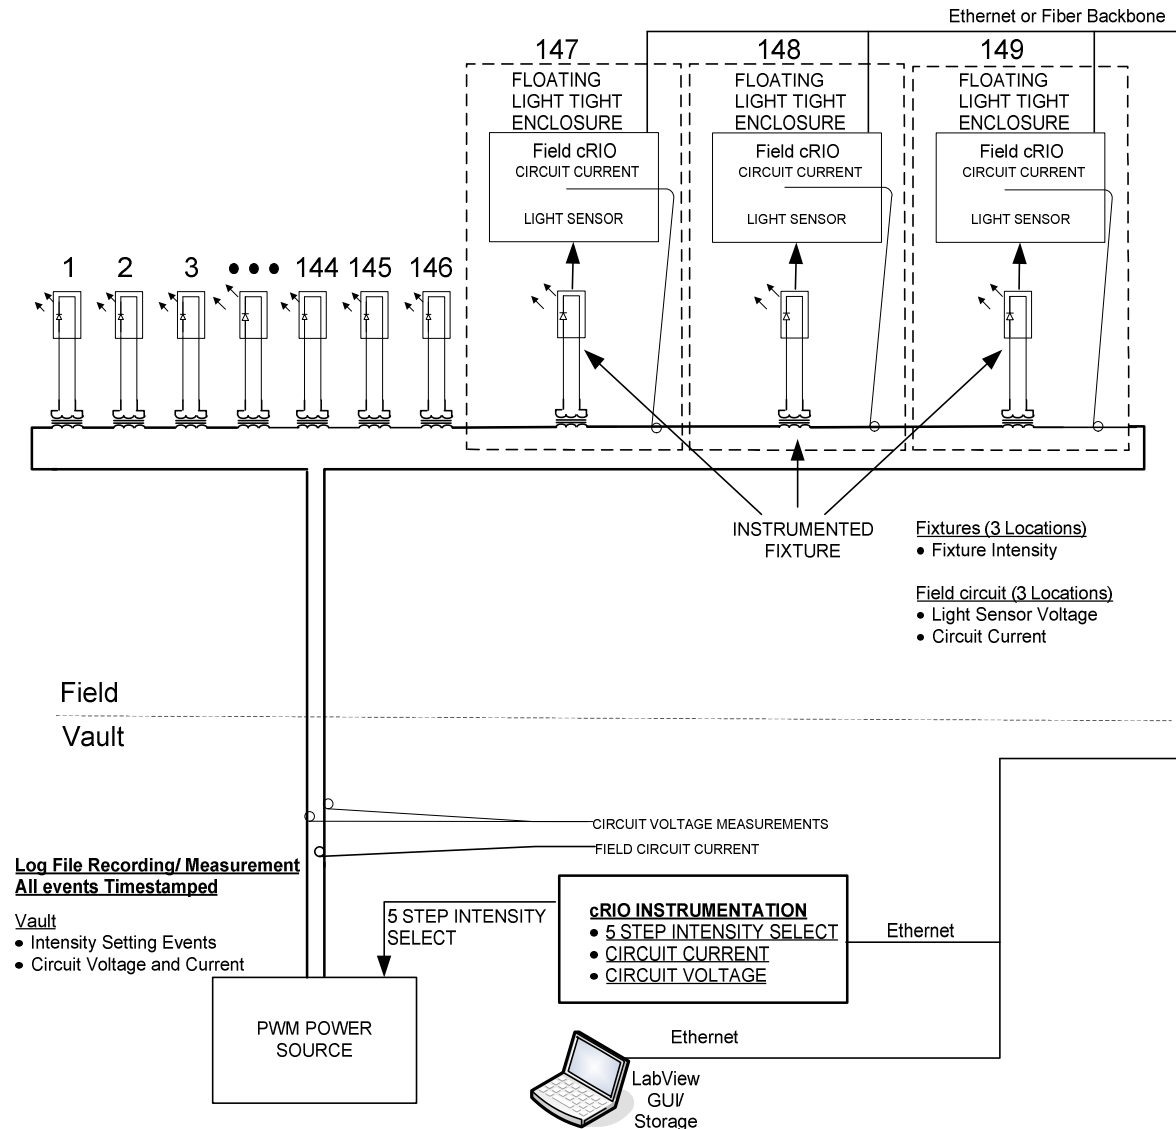 Ethernet or Fiber Backbone
147
148
149
FLOATING
LIGHT TIGHT
ENCLOSURE
FLOATING
LIGHT TIGHT
ENCLOSURE
FLOATING
LIGHT TIGHT
ENCLOSURE
Field cRIO
CIRCUIT CURRENT
LIGHT SENSOR
Field cRIO
CIRCUIT CURRENT
LIGHT SENSOR
Field cRIO
CIRCUIT CURRENT
LIGHT SENSOR
1 2 3 ••• 144 145 146
INSTRUMENTED
FIXTURE
Fixtures (3 Locations)
• Fixture Intensity
Field circuit (3 Locations)
• Light Sensor Voltage
• Circuit Current
Field
Vault
CIRCUIT VOLTAGE MEASUREMENTS
FIELD CIRCUIT CURRENT
Log File Recording/ Measurement
All events Timestamped
Vault
• Intensity Setting Events
• Circuit Voltage and Current
5 STEP INTENSITY
SELECT
cRIO INSTRUMENTATION
• 5 STEP INTENSITY SELECT
• CIRCUIT CURRENT
• CIRCUIT VOLTAGE
Ethernet
PWM POWER
SOURCE
Ethernet
LabView
GUI/
Storage